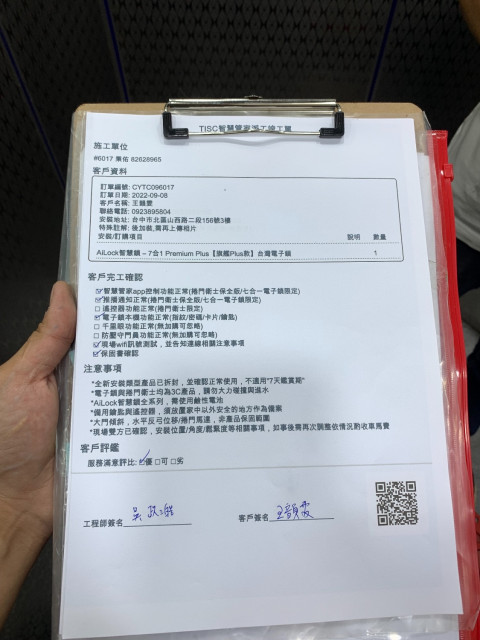 TISC智慧管家完工確工單
施工單位
#6017 業佑 82628965
客戶資料
訂單編號: CYTC096017
訂單日期: 2022-09-08
客戶名稱: 王韻雯
聯絡電話: 0923895804
安裝地址: 台中市北區山西路二段156號3樓
特殊註解: 後加裝,需再上傳相片
安裝/訂購項目 說明 數量
AiLock智慧鎖 – 7合1 Premium Plus【旗艦Plus款】台灣電子鎖 1
客戶完工確認
☑智慧管家app控制功能正常(捲門衛士保全版/七合一電子鎖限定)
☑推播通知正常(捲門衛士保全版/七合一電子鎖限定)
☐遙控器功能正常(捲門衛士限定)
☑電子鎖本機功能正常(指紋/密碼/卡片/鑰匙)
☐千里眼功能正常(無加購可忽略)
☐防壓守門員功能正常(無加購可忽略)
☑現場wifi訊號測試，並告知連線相關注意事項
☑保固書確認
注意事項
*全新安裝類型產品已拆封，並確認正常使用，不適用"7天鑑賞期"
*電子鎖與捲門衛士均為3C產品，請勿大力碰撞與進水
*AiLock智慧鎖全系列，需使用鹼性電池
*備用鑰匙與遙控器，須放置家中以外安全的地方作為備案
*大門傾斜，水平反弓位移/捲門馬達，非產品保固範圍
*現場雙方已確認，安裝位置/角度/鬆緊度等相關事項，如事後需再次調整依情況酌收車馬費
客戶評鑑
服務滿意評比: ☑優 ☐可 ☐劣
工程師簽名 吳
客戶簽名 王韻雯